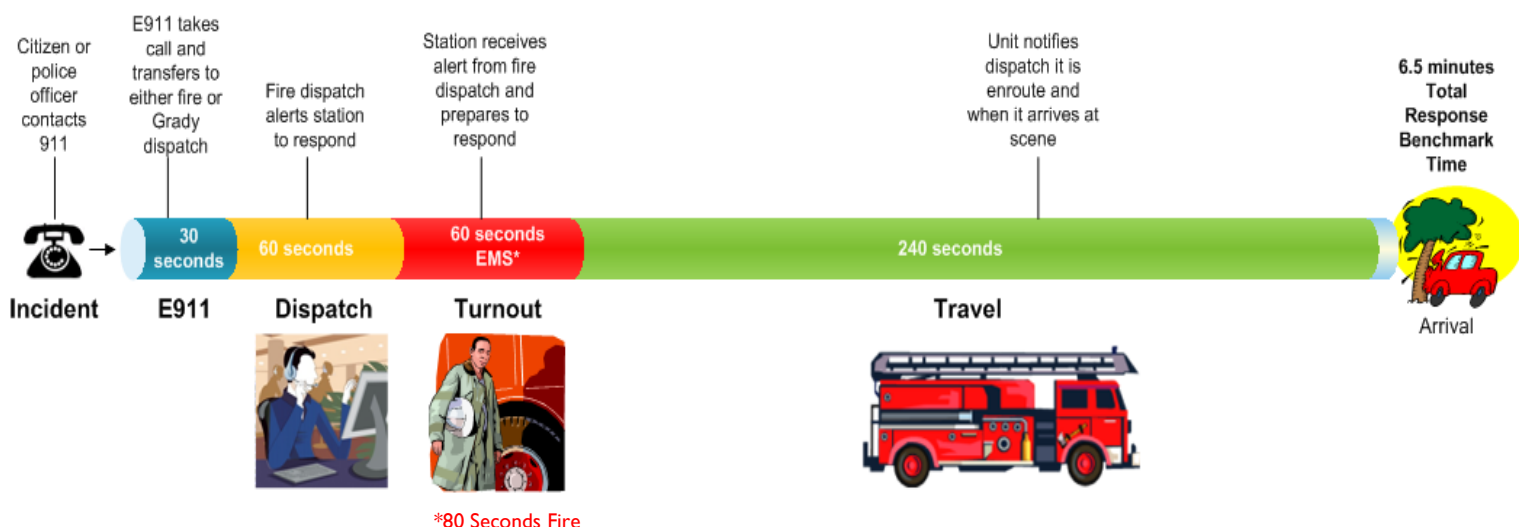 Citizen or
police
officer
contacts
911
E911 takes
call and
transfers to
either fire or
Grady
dispatch
Fire dispatch
alerts station
to respond
Station receives
alert from fire
dispatch and
prepares to
respond
Unit notifies
dispatch it is
enroute and
when it arrives at
scene
6.5 minutes
Total
Response
Benchmark
Time
30
seconds
60 seconds
60 seconds
EMS*
240 seconds
Incident
E911
Dispatch
Turnout
Travel
Arrival
*80 Seconds Fire